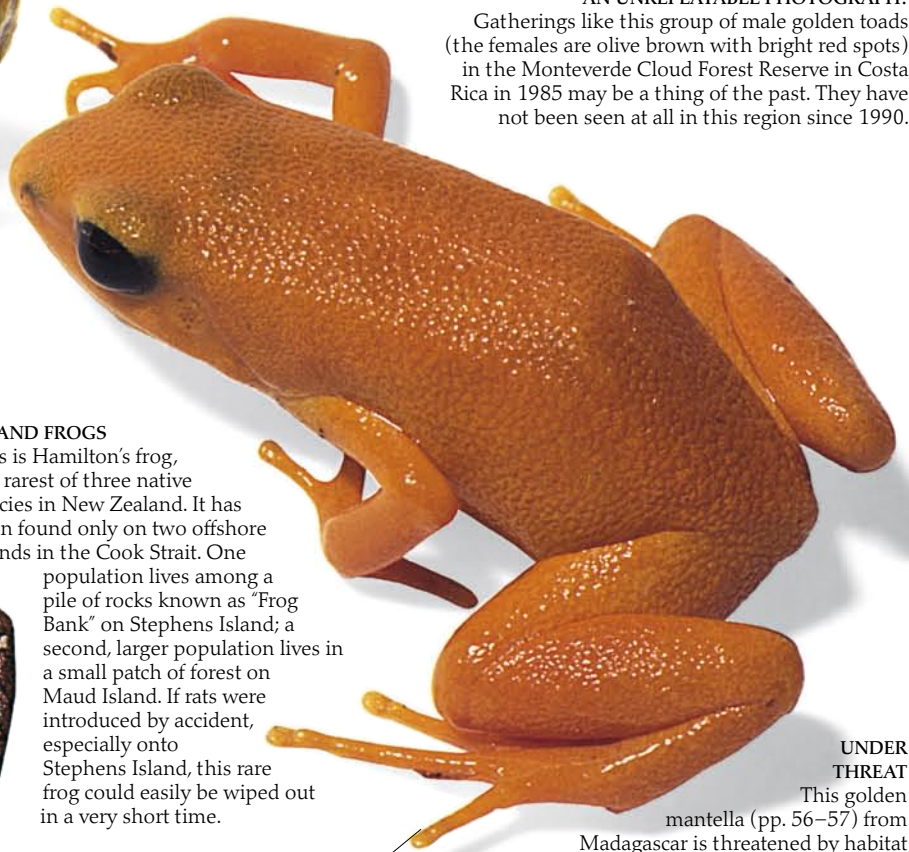 AN UNREPEATABLE PHOTOGRAPH?
Gatherings like this group of male golden toads
(the females are olive brown with bright red spots)
in the Monteverde Cloud Forest Reserve in Costa
Rica in 1985 may be a thing of the past. They have
not been seen at all in this region since 1990.
AND FROGS
s is Hamilton’s frog,
rarest of three native
cies in New Zealand. It has
n found only on two offshore
nds in the Cook Strait. One
population lives among a
pile of rocks known as “Frog
Bank” on Stephens Island; a
second, larger population lives in
a small patch of forest on
Maud Island. If rats were
introduced by accident,
especially onto
Stephens Island, this rare
frog could easily be wiped out
in a very short time.
UNDER
THREAT
This golden
mantella (pp. 56–57) from
Madagascar is threatened by habitat